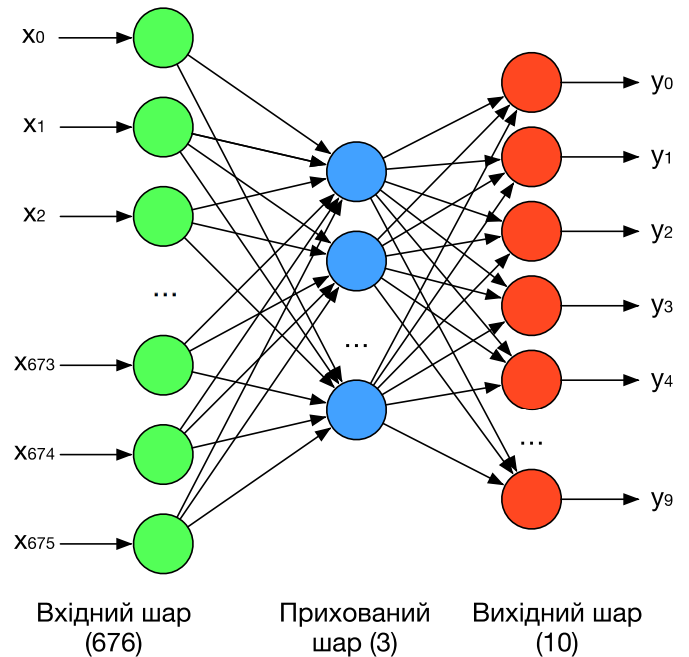 x0
x1
x2
...
x673
x674
x675
...
y0
y1
y2
y3
y4
...
y9
Вхідний шар
(676)
Прихований
шар (3)
Вихідний шар
(10)